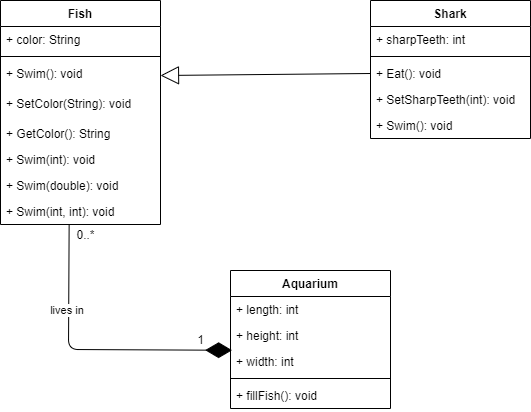 Fish
+ color: String
+ Swim(): void
+ SetColor(String): void
+ GetColor(): String
+ Swim(int): void
+ Swim(double): void
+ Swim(int, int): void
Shark
+ sharpTeeth: int
+ Eat(): void
+ SetSharpTeeth(int): void
+ Swim(): void
0..*
lives in
1
Aquarium
+ length: int
+ height: int
+ width: int
+ fillFish(): void